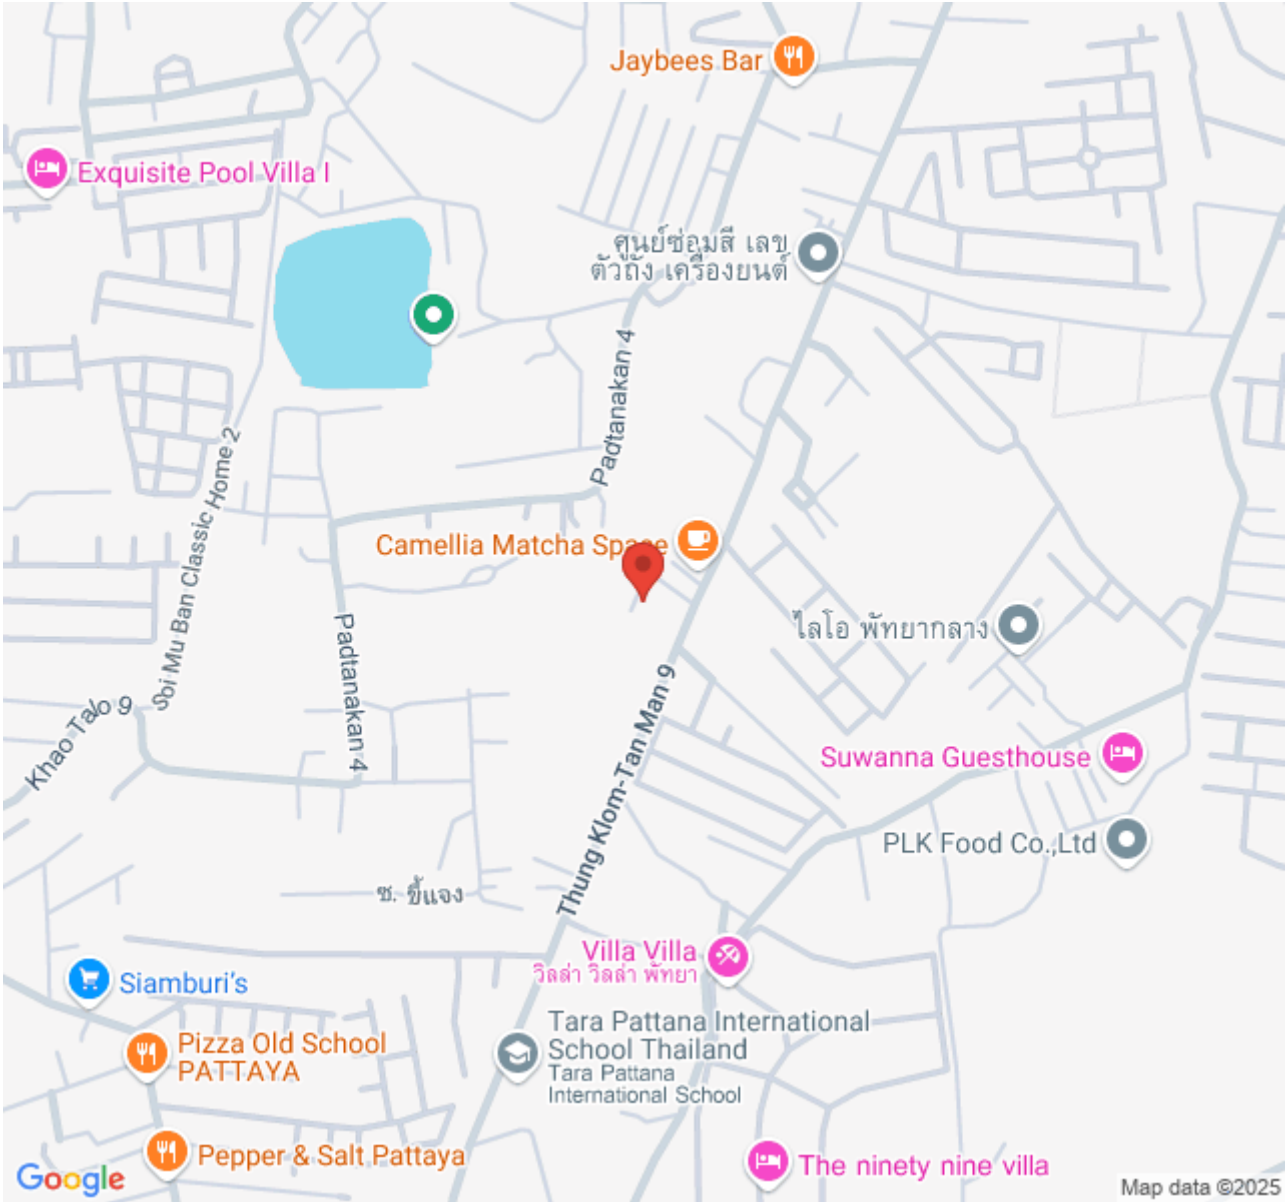 Jaybees Bar
Exquisite Pool Villa I
ศูนย์ซ่อมสี เลข
ตัวถัง เครื่องยนต์
Padtanakan 4
Soi Mu Ban Classic Home 2
Camellia Matcha Space
ไลโอ พัทยากลาง
Padtanakan 4
Khao Talo 9
Thung Klom-Tan Man 9
Suwanna Guesthouse
PLK Food Co.,Ltd
ซ. ขี้แจง
Villa Villa
วิลล่า วิลล่า พัทยา
Siamburi's
Tara Pattana International
School Thailand
Tara Pattana
International School
Pizza Old School
PATTAYA
Pepper & Salt Pattaya
The ninety nine villa
Google
Map data ©2025